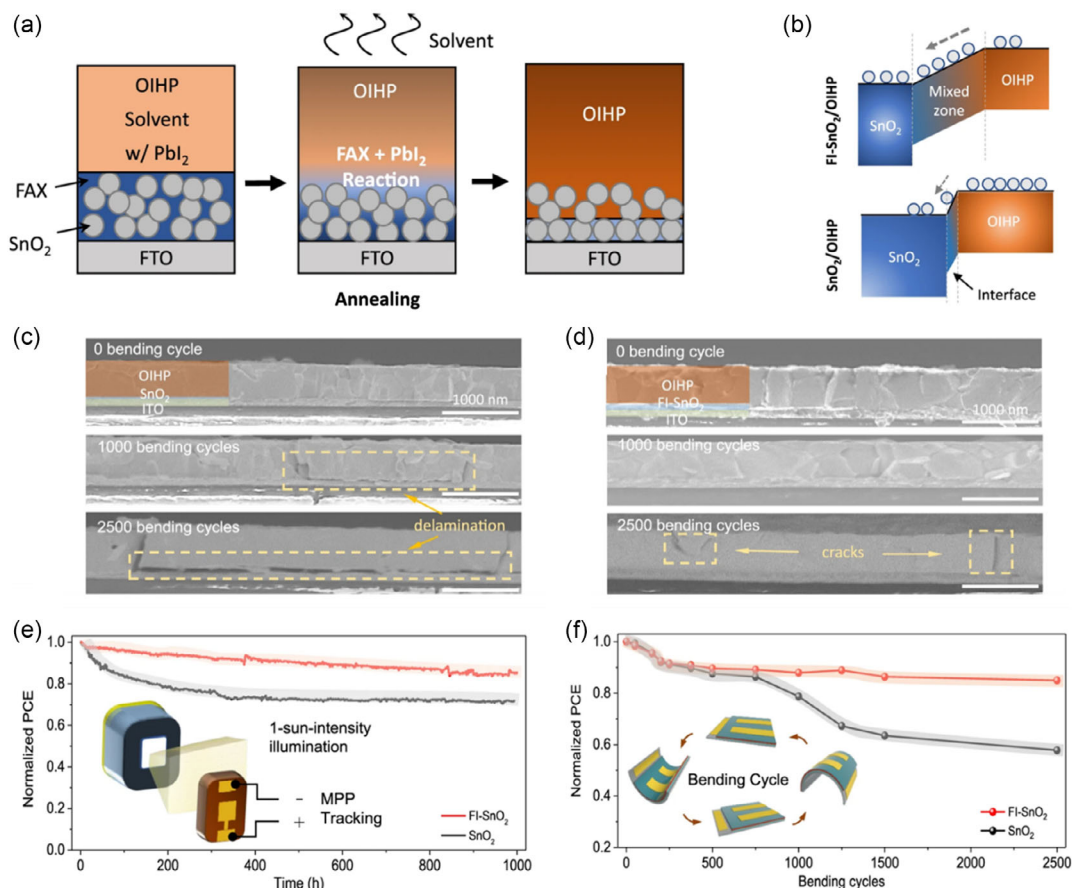 (a)
Solvent
OIHP
Solvent
w/ PbI₂
FAX
SnO₂
FTO
OIHP
FAX + PbI₂
Reaction
FTO
Annealing
OIHP
FTO
(b)
FI-SnO₂/OIHP
SnO₂
Mixed
zone
OIHP
SnO₂/OIHP
SnO₂
OIHP
Interface
(c)
0 bending cycle
OIHP
SnO₂
ITO
1000 nm
1000 bending cycles
delamination
2500 bending cycles
(d)
0 bending cycle
OIHP
FI-SnO₂
ITO
1000 nm
1000 bending cycles
2500 bending cycles
cracks
(e)
Normalized PCE
1.0
0.8
0.6
0.4
0.2
0.0
1-sun-intensity
illumination
- MPP
+ Tracking
FI-SnO₂
SnO₂
0 200 400 600 800 1000
Time (h)
(f)
Normalized PCE
1.0
0.8
0.6
0.4
0.2
Bending Cycle
FI-SnO₂
SnO₂
0 500 1000 1500 2000 2500
Bending cycles